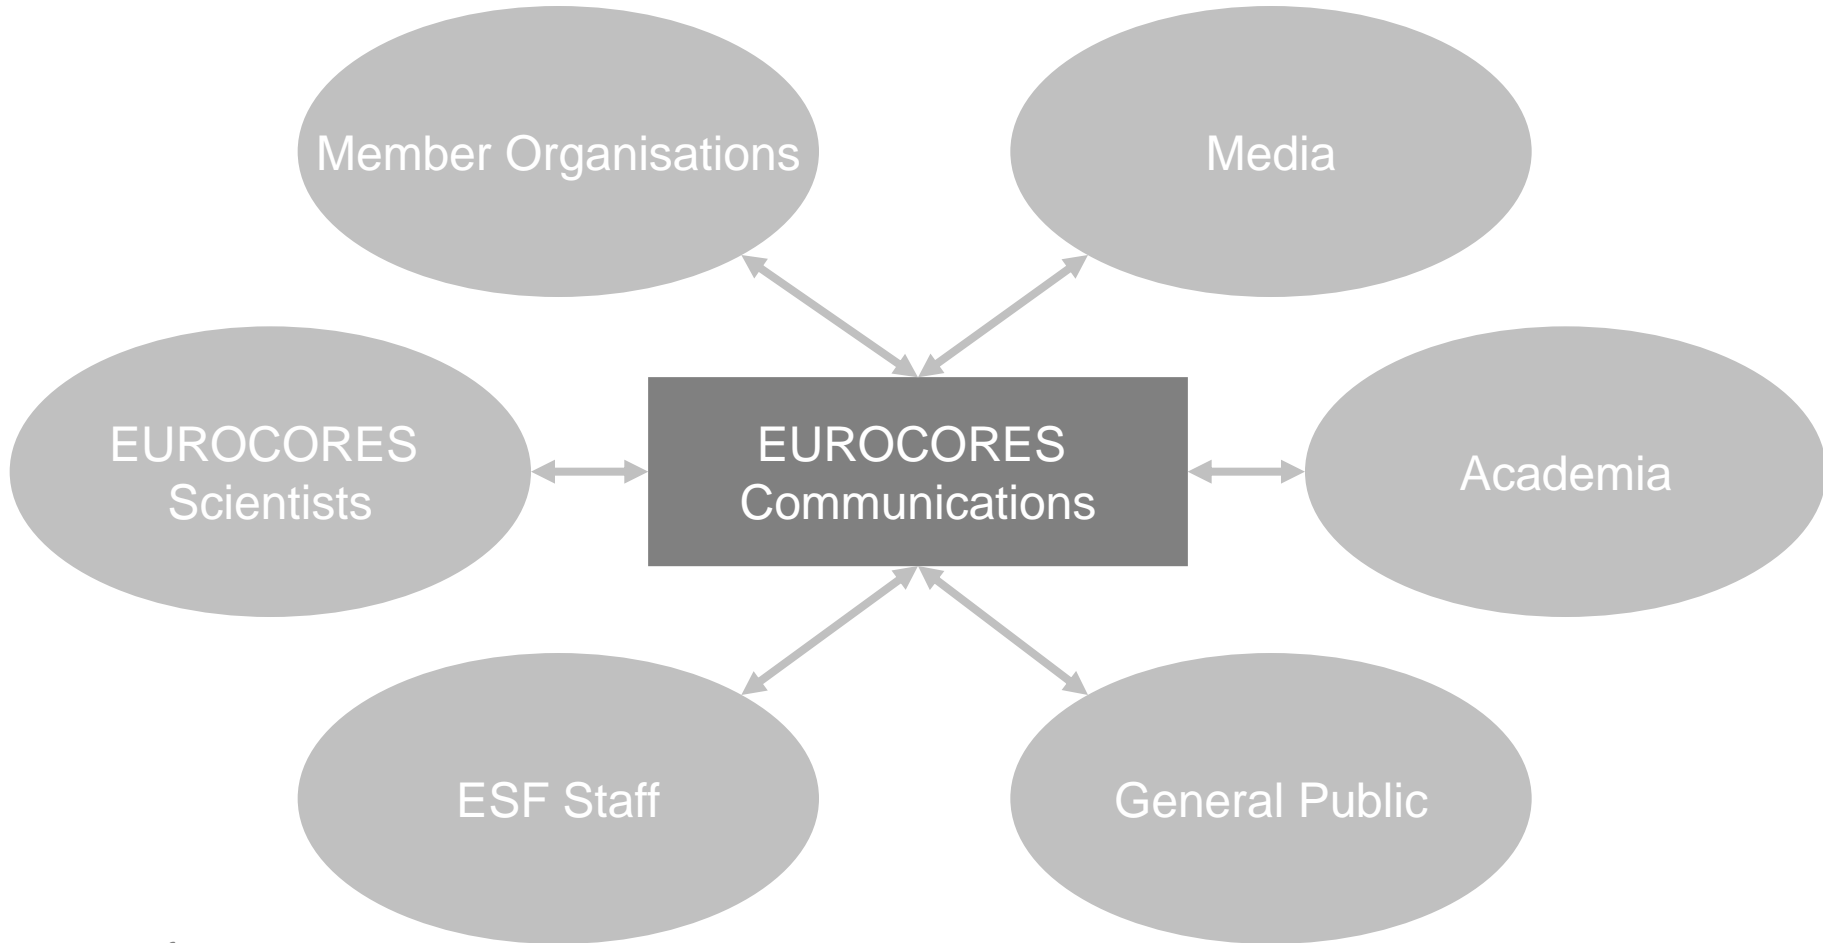 Member Organisations
Media
EUROCORES
Scientists
EUROCORES
Communications
Academia
ESF Staff
General Public